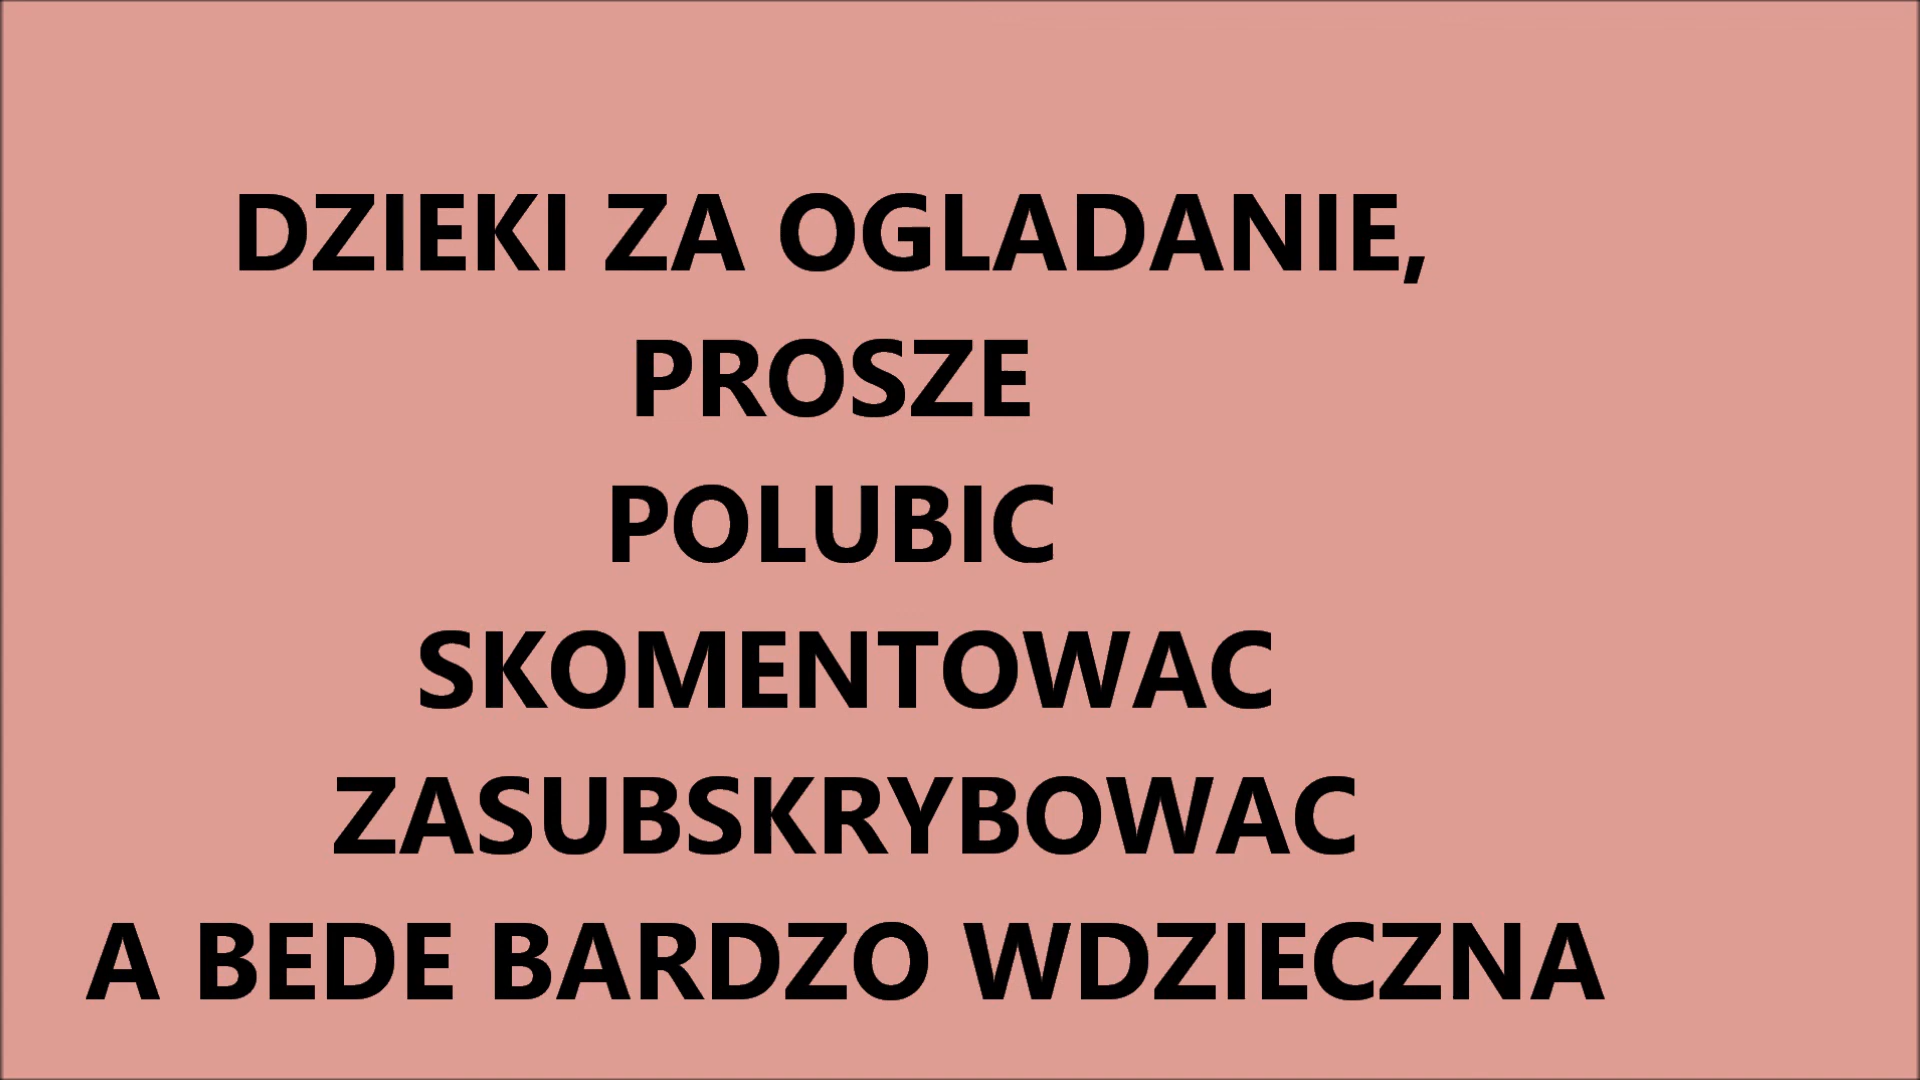 DZIEKI ZA OGLADANIE,
PROSZE
POLUBIC
SKOMENTOWAC
ZASUBSKRYBOWAC
A BEDE BARDZO WDZIECZNA